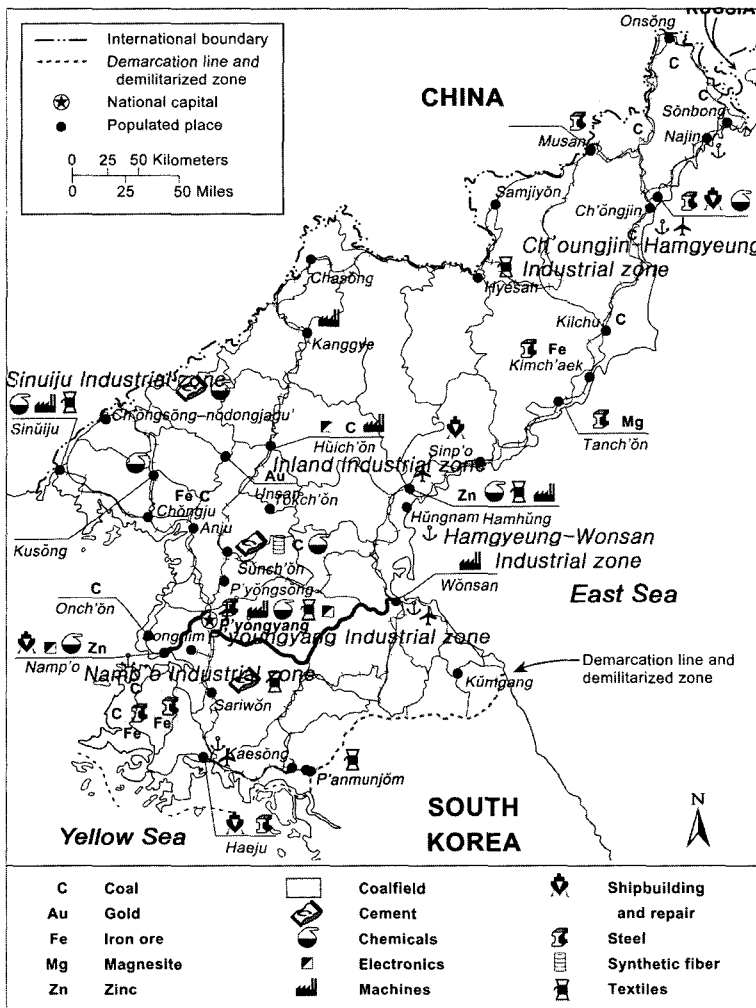 International boundary
Demarcation line and
demilitarized zone
National capital
Populated place
0 25 50 Kilometers
0 25 50 Miles
RUSSIA
Onsŏng
C
CHINA
C
Sŏnbong
C
Musan
Najin
Samjiyŏn
Ch'ŏngjin
C
Ch'oungjin Hamgyeung
Industrial zone
Chasŏng
Hyesan
Kanggye
Kilchu
C
Fe
Kimch'aek
Sinuiju Industrial zone
Ch'ŏngsŏng-nodongjagu'
Sinŭiju
Mg
Tanch'ŏn
C
Hŭich'ŏn
Sinp'o
Inland Industrial zone
Au
Unsan
Tŏkch'ŏn
Zn
Fe C
Chŏngju
Hŭngnam
Hamhŭng
Anju
Kusŏng
Hamgyeung-Wonsan
Industrial zone
C
Sunch'ŏn
P'yŏngsŏng
Wŏnsan
C
Onch'ŏn
East Sea
P'yŏngyang
youngyang Industrial zone
Zn
Namp'o
Namp'o Industrial zone
Demarcation line and
demilitarized zone
Kŭmgang
C
Sariwŏn
C
Fe
Fe
Kaesŏng
P'anmunjŏm
SOUTH
KOREA
N
Yellow Sea
Haeju
C Coal
Au Gold
Fe Iron ore
Mg Magnesite
Zn Zinc
Coalfield
Cement
Chemicals
Electronics
Machines
Shipbuilding
and repair
Steel
Synthetic fiber
Textiles